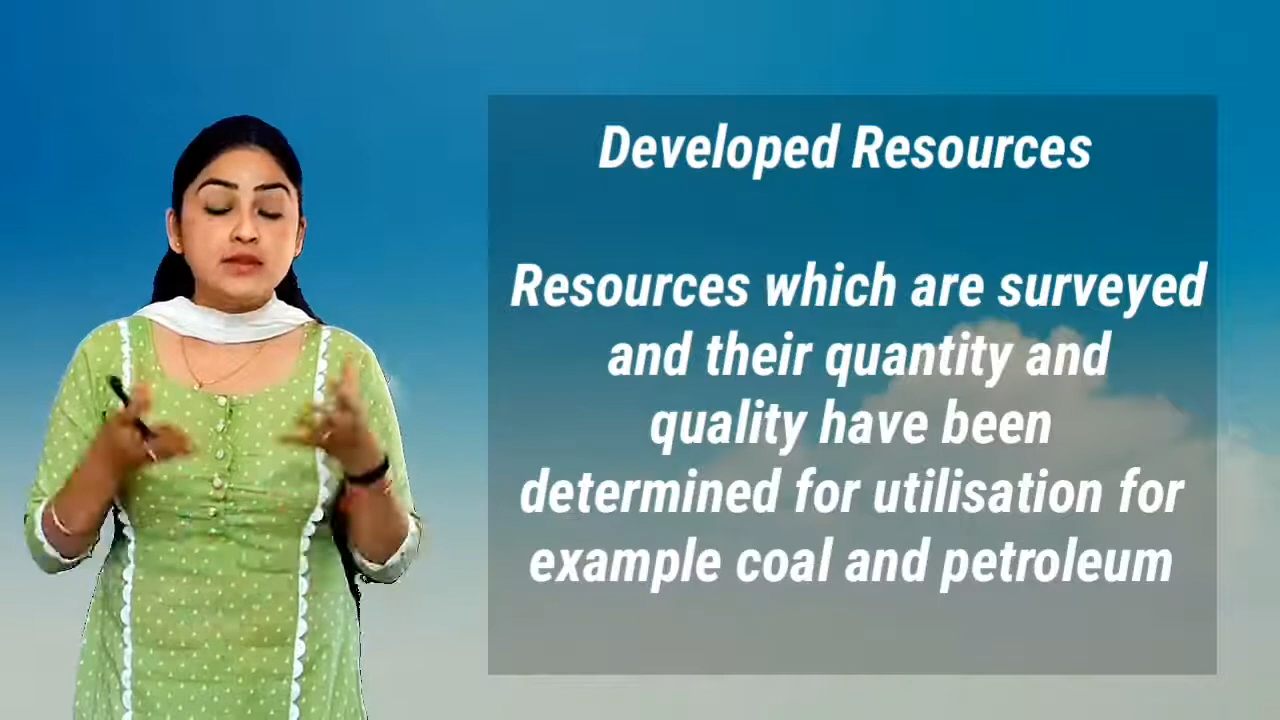 Developed Resources
Resources which are surveyed
and their quantity and
quality have been
determined for utilisation for
example coal and petroleum